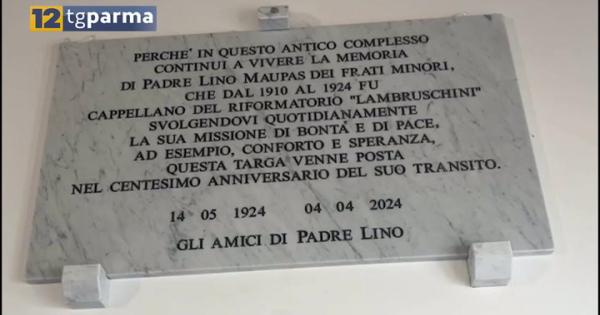 12 tgparma
PERCHE' IN QUESTO ANTICO COMPLESSO
CONTINUI A VIVERE LA MEMORIA
DI PADRE LINO MAUPAS DEI FRATI MINORI,
CHE DAL 1910 AL 1924 FU
CAPPELLANO DEL RIFORMATORIO "LAMBRUSCHINI"
SVOLGENDOVI QUOTIDIANAMENTE
LA SUA MISSIONE DI BONTÀ E DI PACE,
AD ESEMPIO, CONFORTO E SPERANZA,
QUESTA TARGA VENNE POSTA
NEL CENTESIMO ANNIVERSARIO DEL SUO TRANSITO.
14 05 1924 04 04 2024
GLI AMICI DI PADRE LINO